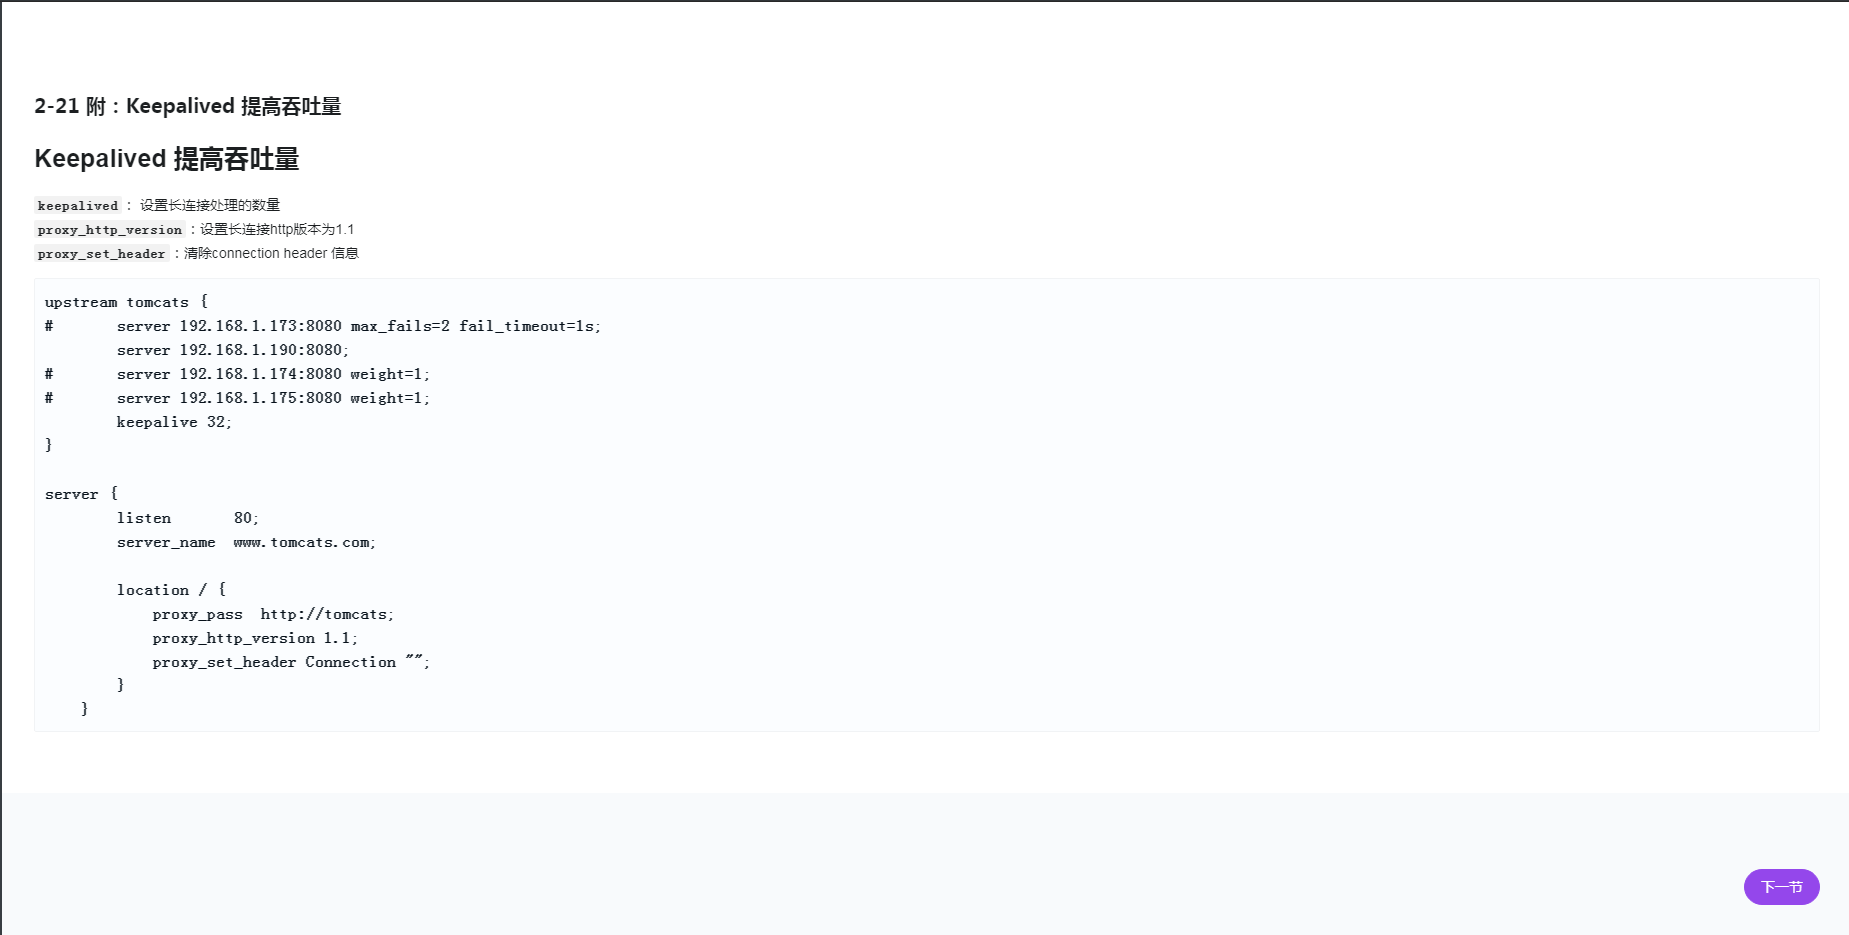 2-21 附：Keepalived 提高吞吐量
Keepalived 提高吞吐量
keepalived ： 设置长连接处理的数量
proxy_http_version ：设置长连接http版本为1.1
proxy_set_header ：清除connection header 信息
upstream tomcats {
#       server 192.168.1.173:8080 max_fails=2 fail_timeout=1s;
        server 192.168.1.190:8080;
#       server 192.168.1.174:8080 weight=1;
#       server 192.168.1.175:8080 weight=1;
        keepalive 32;
}
server {
        listen       80;
        server_name  www.tomcats.com;
        location / {
            proxy_pass  http://tomcats;
            proxy_http_version 1.1;
            proxy_set_header Connection "";
        }
    }
下一节